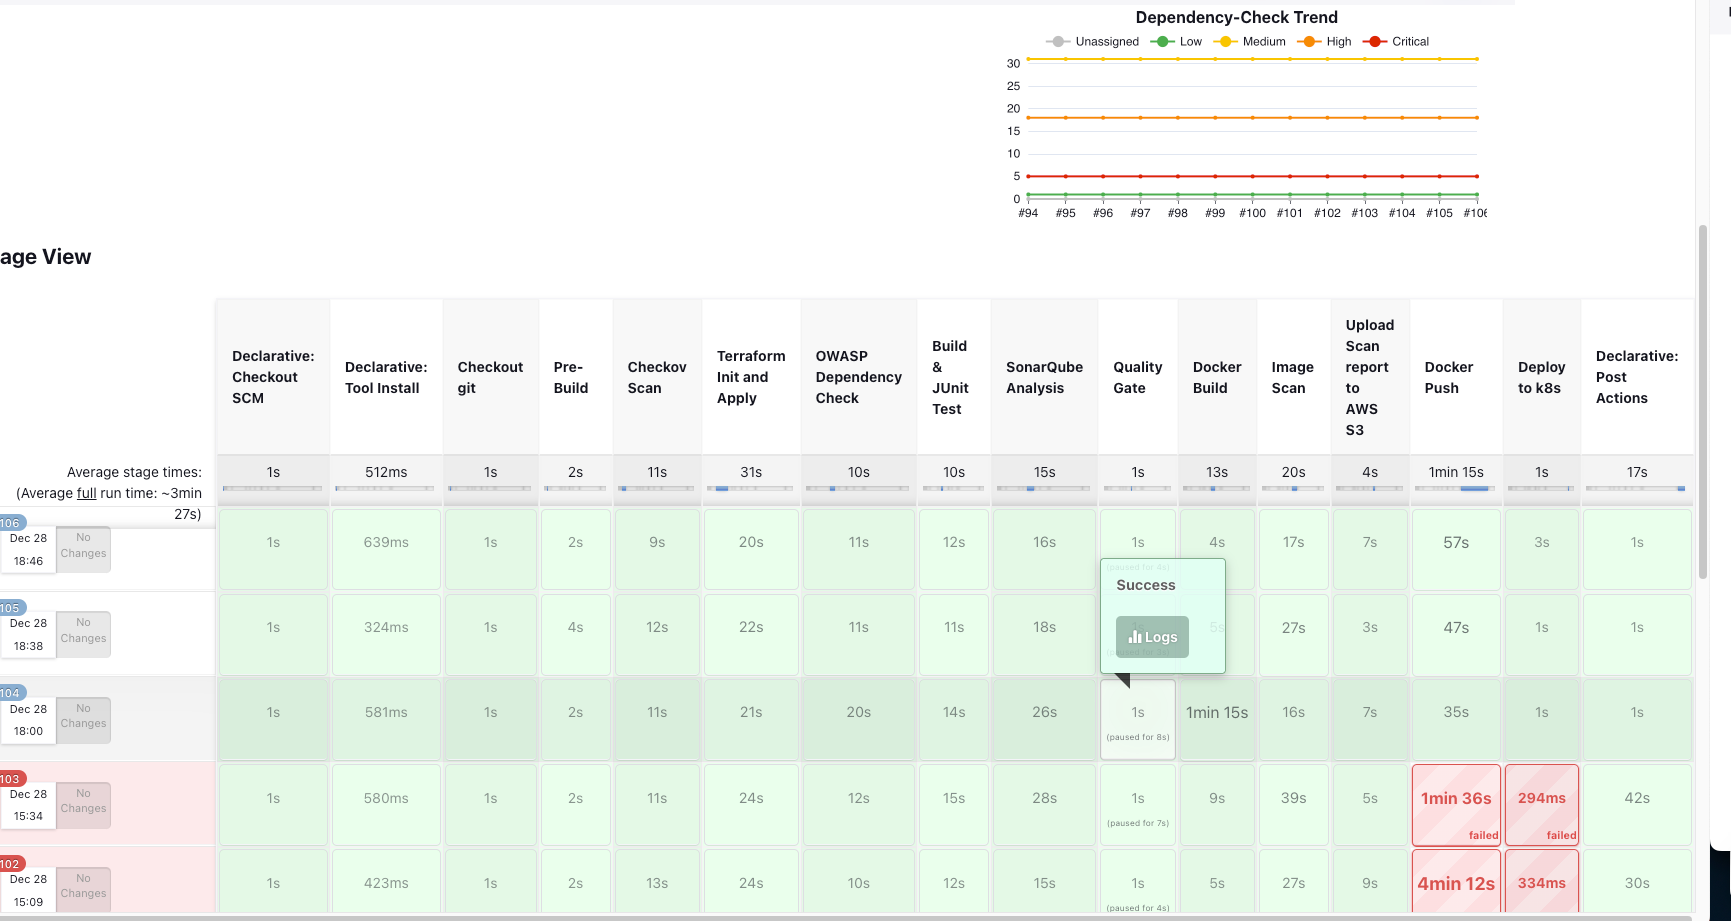 Dependency-Check Trend
Unassigned Low Medium High Critical
30
25
20
15
10
5
0
#94 #95 #96 #97 #98 #99 #100 #101 #102 #103 #104 #105 #106
age View
Declarative: Checkout SCM
Declarative: Tool Install
Checkout git
Pre-Build
Checkov Scan
Terraform Init and Apply
OWASP Dependency Check
Build & JUnit Test
SonarQube Analysis
Quality Gate
Docker Build
Image Scan
Upload Scan report to AWS S3
Docker Push
Deploy to k8s
Declarative: Post Actions
Average stage times:
(Average full run time: ~3min
27s)
1s 512ms 1s 2s 11s 31s 10s 10s 15s 1s 13s 20s 4s 1min 15s 1s 17s
106
Dec 28
18:46
No
Changes
1s 639ms 1s 2s 9s 20s 11s 12s 16s 1s 4s 17s 7s 57s 3s 1s
(paused for 4s)
Success
Logs
105
Dec 28
18:38
No
Changes
1s 324ms 1s 4s 12s 22s 11s 11s 18s 1s 5s 27s 3s 47s 1s 1s
104
Dec 28
18:00
No
Changes
1s 581ms 1s 2s 11s 21s 20s 14s 26s 1s 1min 15s 16s 7s 35s 1s 1s
(paused for 8s)
103
Dec 28
15:34
No
Changes
1s 580ms 1s 2s 11s 24s 12s 15s 28s 1s 9s 39s 5s 1min 36s 294ms 42s
(paused for 7s)
failed failed
102
Dec 28
15:09
No
Changes
1s 423ms 1s 2s 13s 24s 10s 12s 15s 1s 5s 27s 9s 4min 12s 334ms 30s
(paused for 4s)